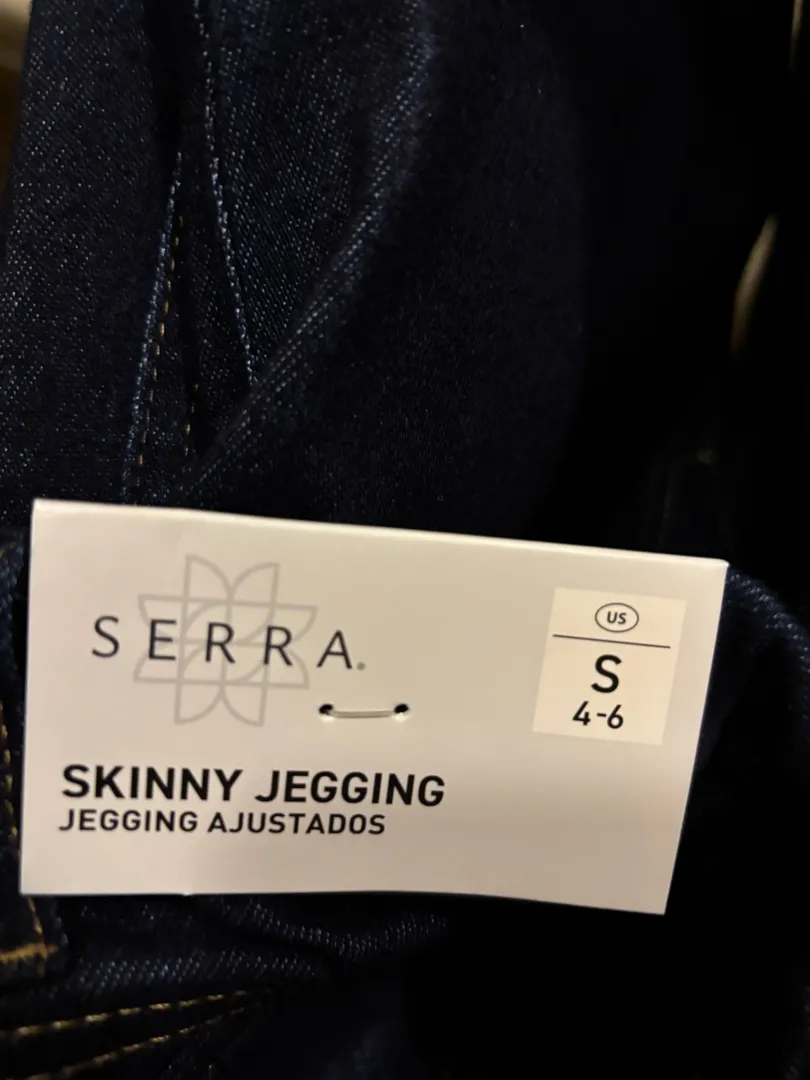 SERRA.
US
S
4-6
SKINNY JEGGING
JEGGING AJUSTADOS